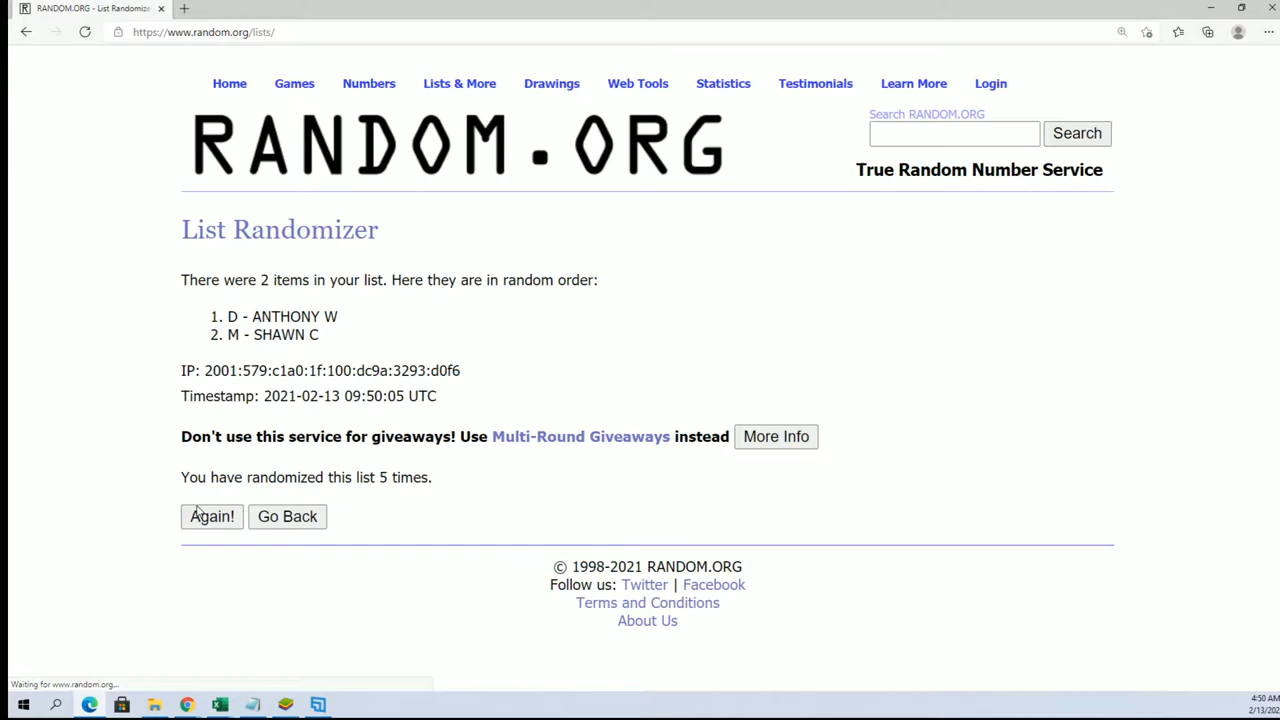 RANDOM.ORG - List Randomize
https://www.random.org/lists/
Home Games Numbers Lists & More Drawings Web Tools Statistics Testimonials Learn More Login
RANDOM.ORG
Search RANDOM.ORG
Search
True Random Number Service
List Randomizer
There were 2 items in your list. Here they are in random order:
1. D - ANTHONY W
2. M - SHAWN C
IP: 2001:579:c1a0:1f:100:dc9a:3293:d0f6
Timestamp: 2021-02-13 09:50:05 UTC
Don't use this service for giveaways! Use Multi-Round Giveaways instead More Info
You have randomized this list 5 times.
Again! Go Back
© 1998-2021 RANDOM.ORG
Follow us: Twitter | Facebook
Terms and Conditions
About Us
Waiting for www.random.org...
4:50 AM
2/13/202